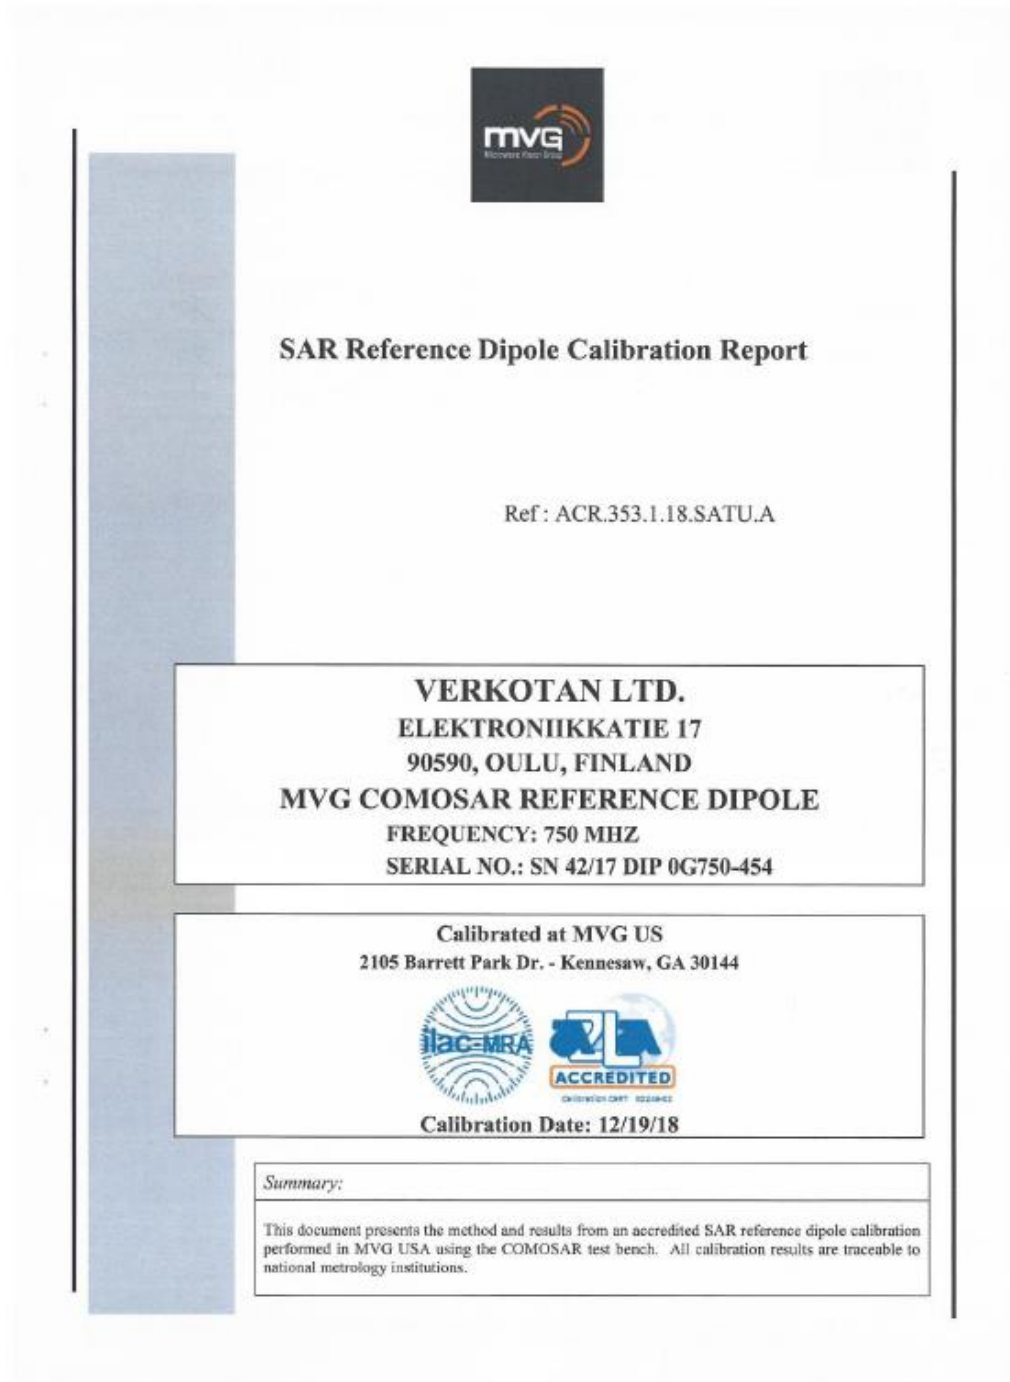 mvg
Microwave Vision Group
SAR Reference Dipole Calibration Report
Ref : ACR.353.1.18.SATU.A
VERKOTAN LTD.
ELEKTRONIIKKATIE 17
90590, OULU, FINLAND
MVG COMOSAR REFERENCE DIPOLE
FREQUENCY: 750 MHZ
SERIAL NO.: SN 42/17 DIP 0G750-454
Calibrated at MVG US
2105 Barrett Park Dr. - Kennesaw, GA 30144
ilac-MRA
A2LA
ACCREDITED
Calibration Date: 12/19/18
Summary:
This document presents the method and results from an accredited SAR reference dipole calibration
performed in MVG USA using the COMOSAR test bench. All calibration results are traceable to
national metrology institutions.